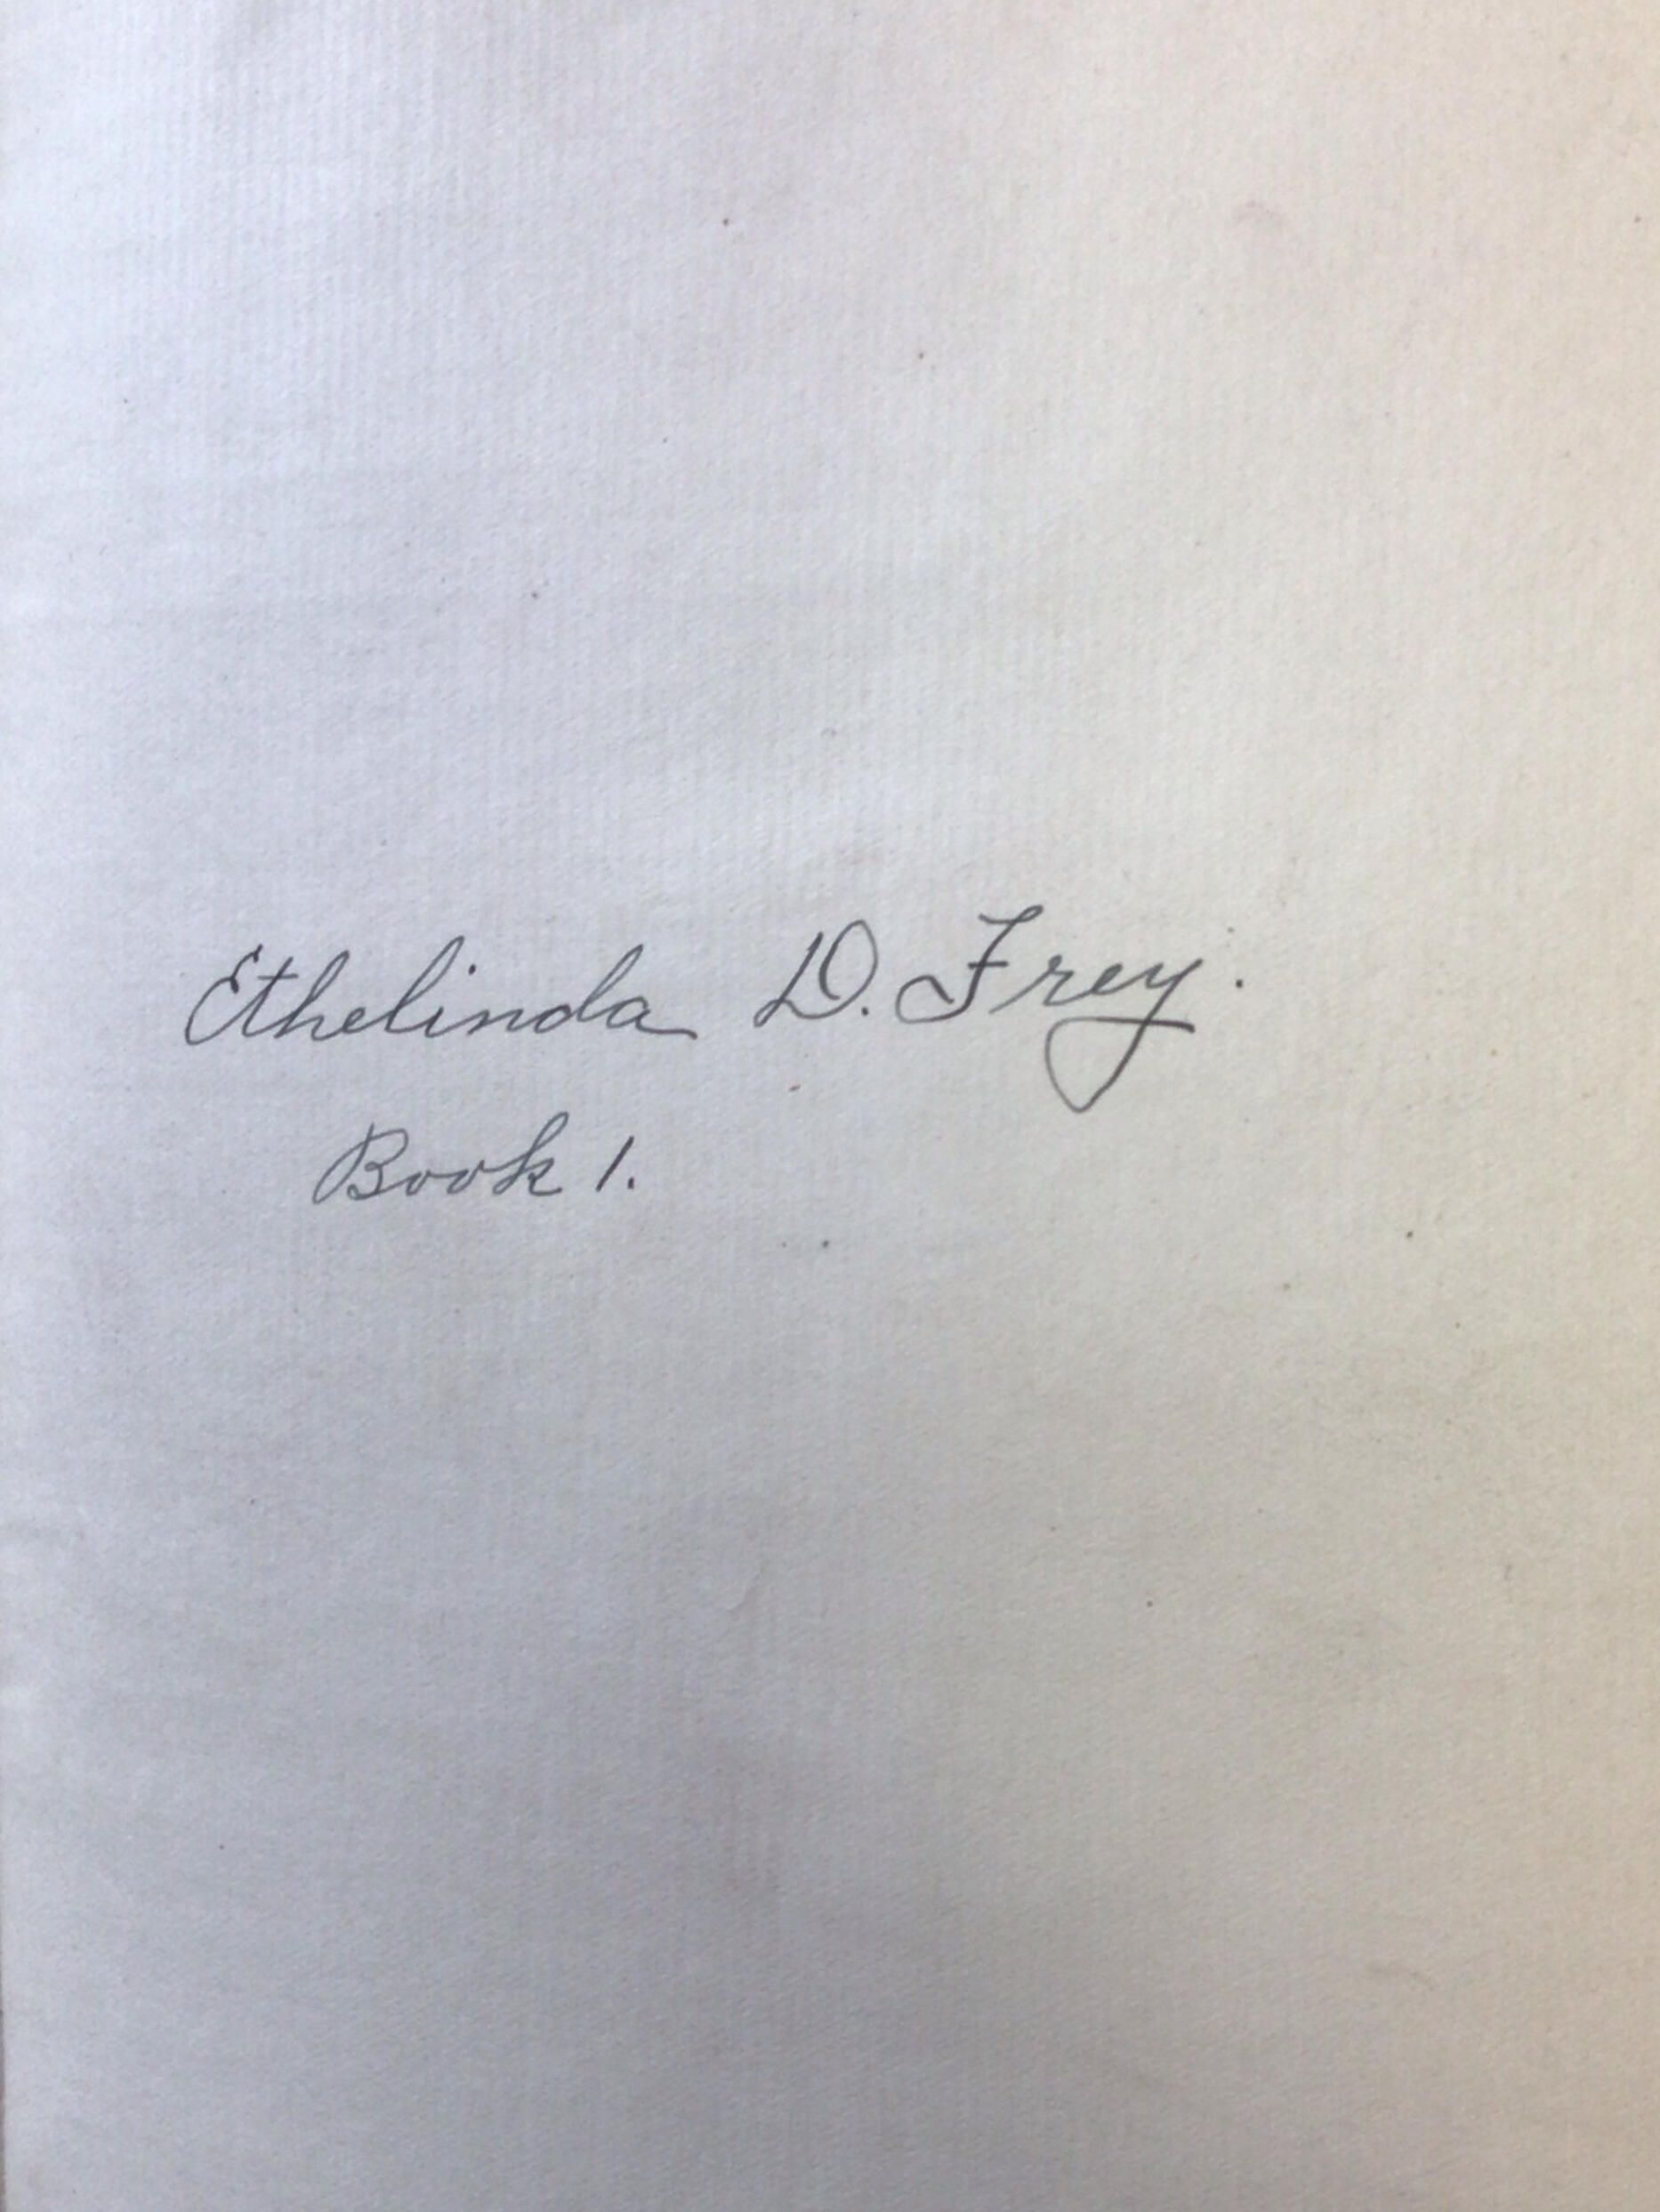 Ethelinda D. Frey.
Book 1.